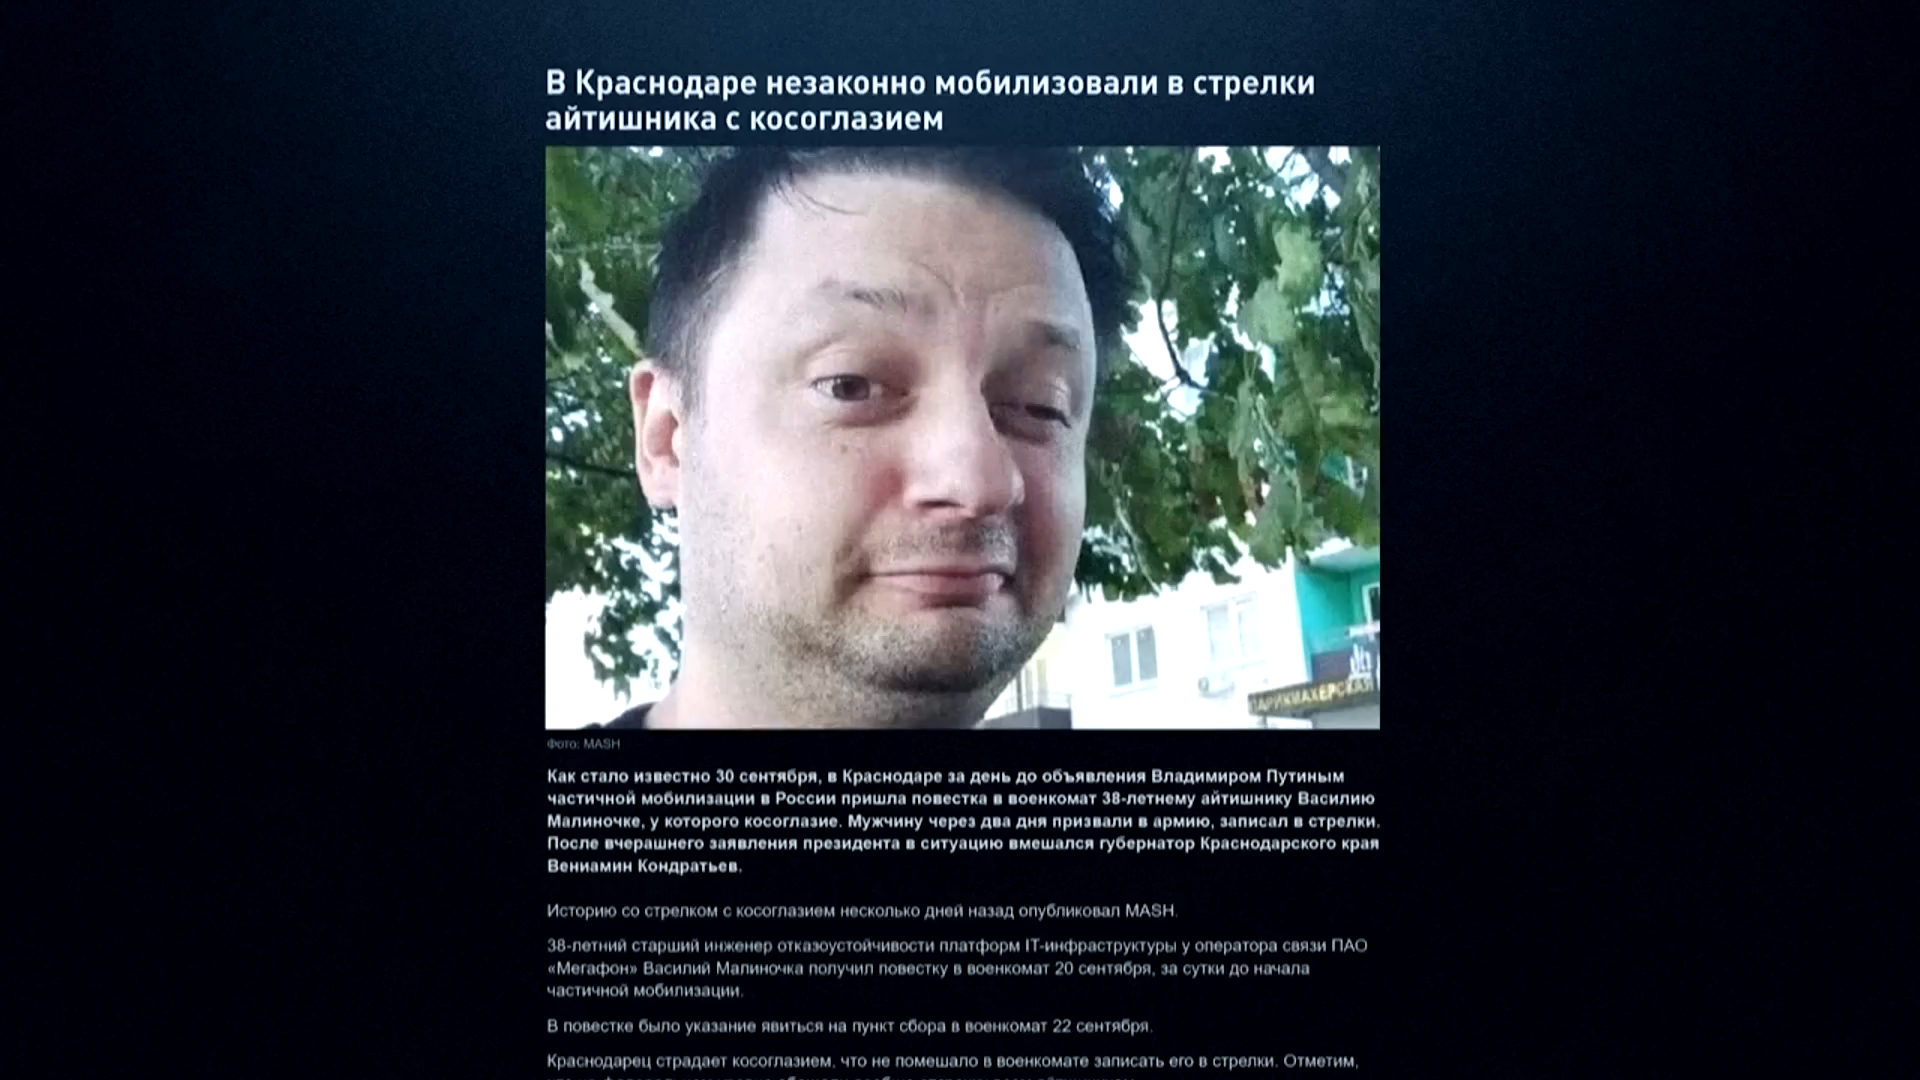 В Краснодаре незаконно мобилизовали в стрелки
айтишника с косоглазием
ПАРИКМАХЕРСКАЯ
Фото: MASH
Как стало известно 30 сентября, в Краснодаре за день до объявления Владимиром Путиным
частичной мобилизации в России пришла повестка в военкомат 38-летнему айтишнику Василию
Малиночке, у которого косоглазие. Мужчину через два дня призвали в армию, записал в стрелки.
После вчерашнего заявления президента в ситуацию вмешался губернатор Краснодарского края
Вениамин Кондратьев.
Историю со стрелком с косоглазием несколько дней назад опубликовал MASH.
38-летний старший инженер отказоустойчивости платформ IT-инфраструктуры у оператора связи ПАО
«Мегафон» Василий Малиночка получил повестку в военкомат 20 сентября, за сутки до начала
частичной мобилизации.
В повестке было указание явиться на пункт сбора в военкомат 22 сентября.
Краснодарец страдает косоглазием, что не помешало в военкомате записать его в стрелки. Отметим,